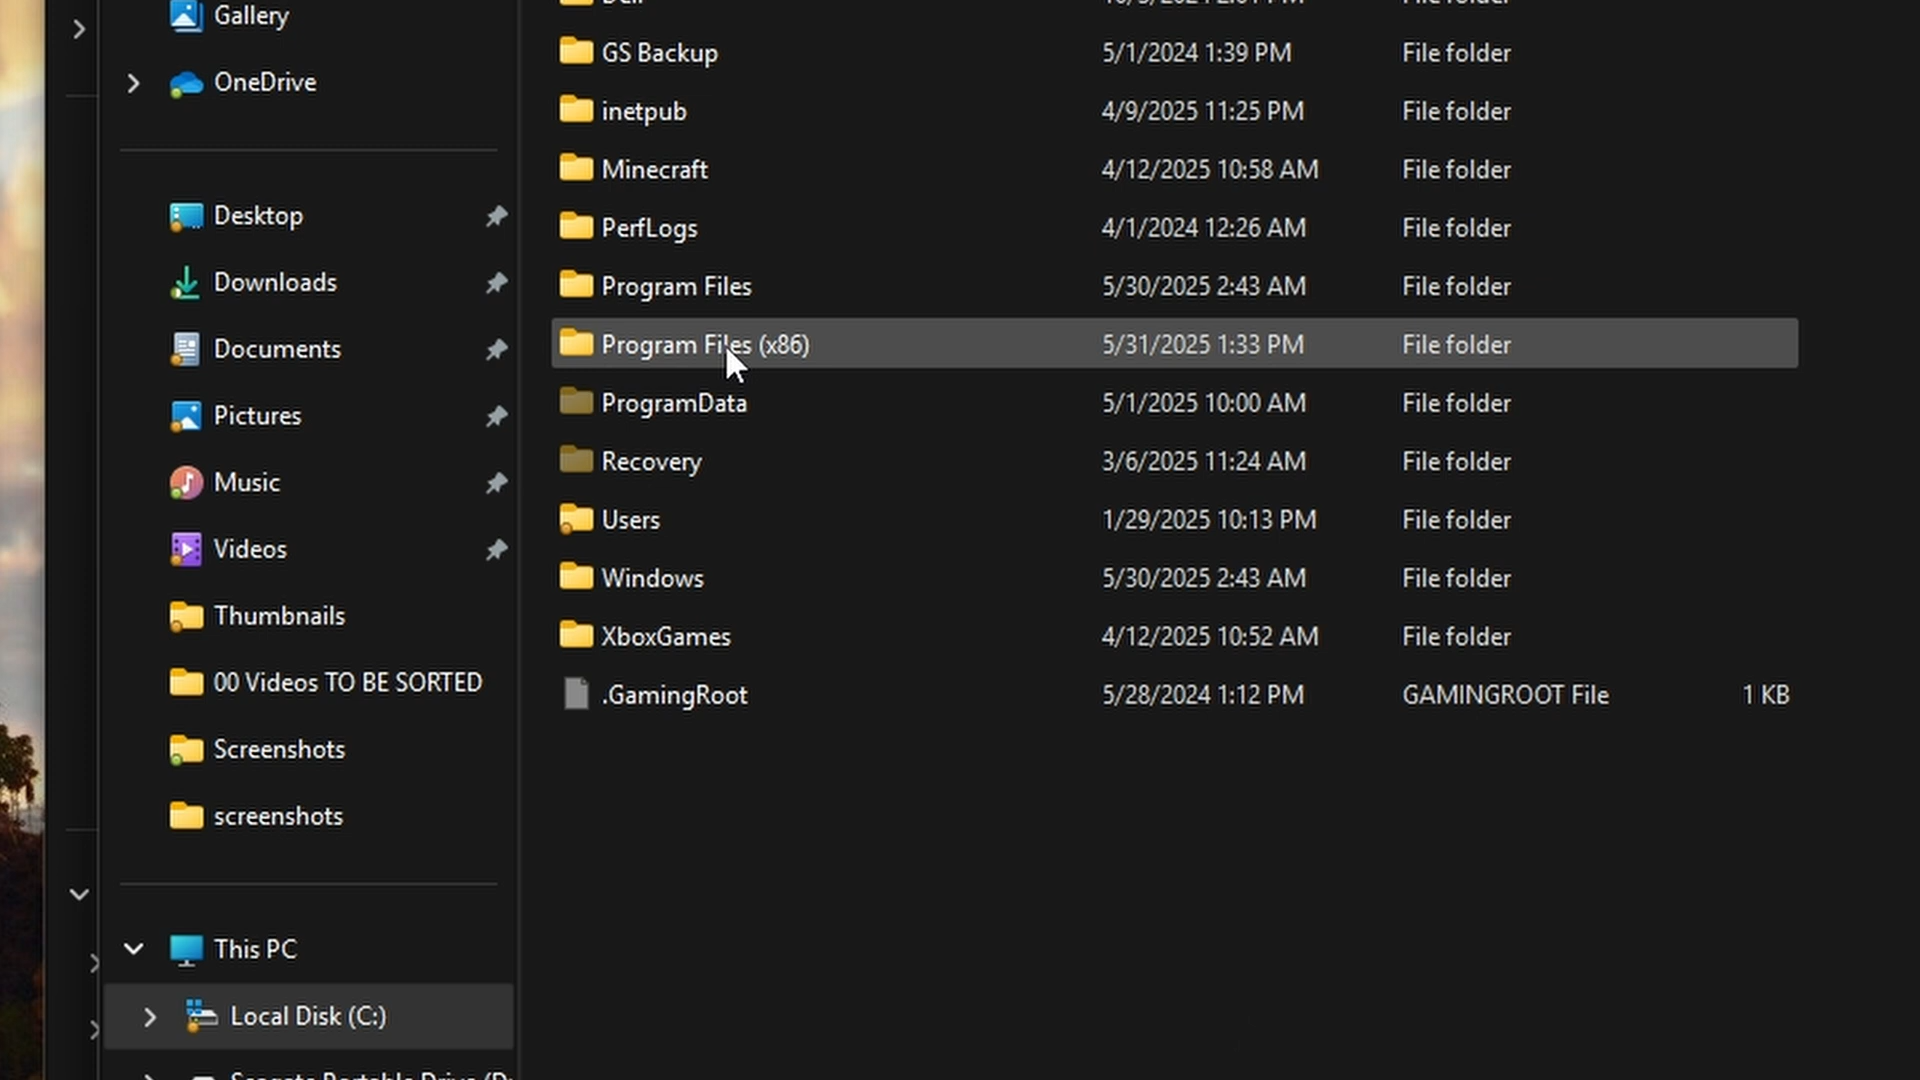 Gallery
OneDrive
Desktop
Downloads
Documents
Pictures
Music
Videos
Thumbnails
00 Videos TO BE SORTED
Screenshots
screenshots
This PC
Local Disk (C:)
GS Backup 5/1/2024 1:39 PM File folder
inetpub 4/9/2025 11:25 PM File folder
Minecraft 4/12/2025 10:58 AM File folder
PerfLogs 4/1/2024 12:26 AM File folder
Program Files 5/30/2025 2:43 AM File folder
Program Files (x86) 5/31/2025 1:33 PM File folder
ProgramData 5/1/2025 10:00 AM File folder
Recovery 3/6/2025 11:24 AM File folder
Users 1/29/2025 10:13 PM File folder
Windows 5/30/2025 2:43 AM File folder
XboxGames 4/12/2025 10:52 AM File folder
.GamingRoot 5/28/2024 1:12 PM GAMINGROOT File 1 KB